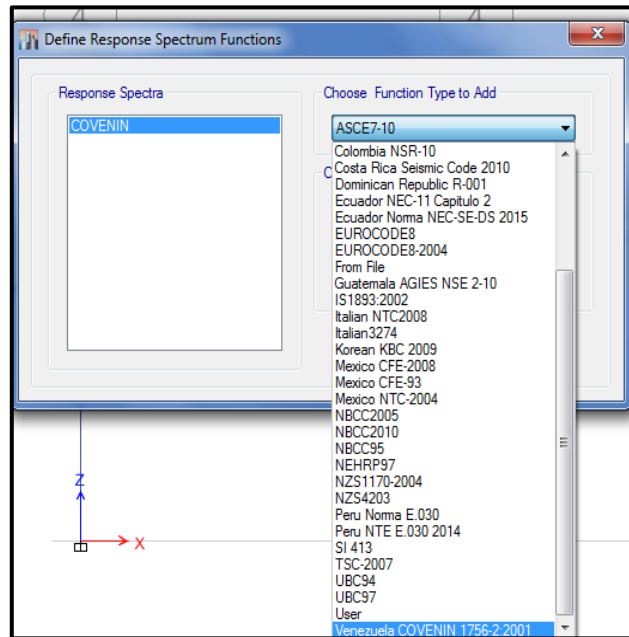 Define Response Spectrum Functions
Response Spectra
COVENIN
Choose Function Type to Add
ASCE7-10
Colombia NSR-10
Costa Rica Seismic Code 2010
Dominican Republic R-001
Ecuador NEC-11 Capitulo 2
Ecuador Norma NEC-SE-DS 2015
EUROCODE8
EUROCODE8-2004
From File
Guatemala AGIES NSE 2-10
IS1893:2002
Italian NTC2008
Italian3274
Korean KBC 2009
Mexico CFE-2008
Mexico CFE-93
Mexico NTC-2004
NBCC2005
NBCC2010
NBCC95
NEHRP97
NZS1170-2004
NZS4203
Peru Norma E.030
Peru NTE E.030 2014
SI 413
TSC-2007
UBC94
UBC97
User
Venezuela COVENIN 1756-2:2001
Z
X